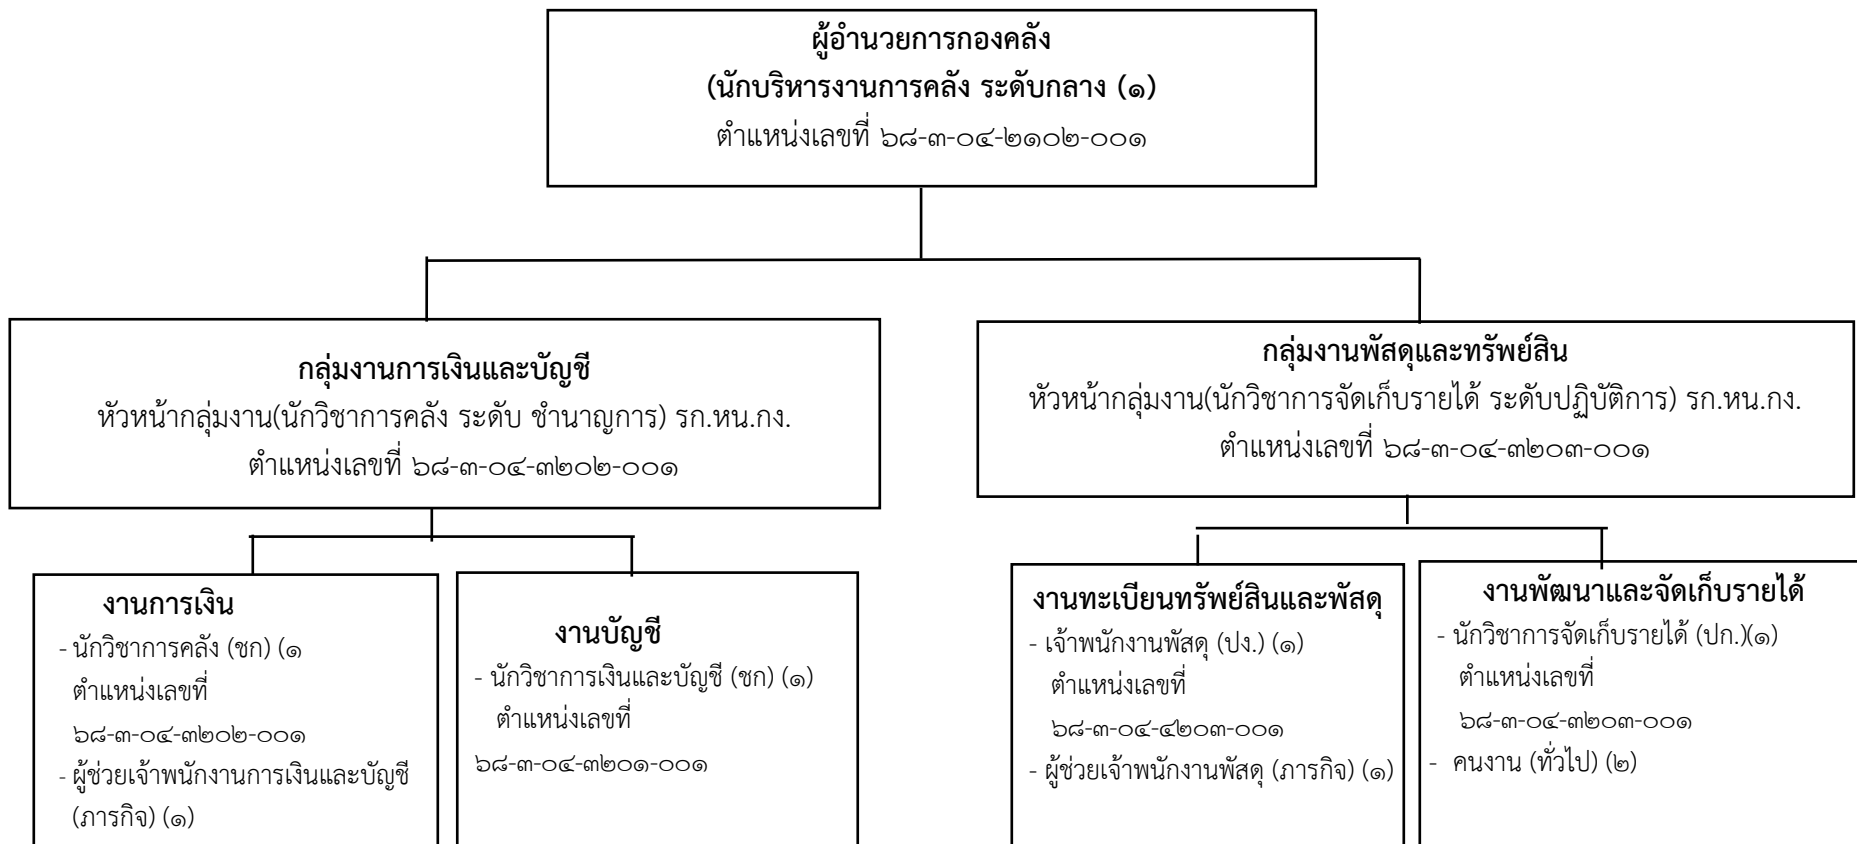 ผู้อำนวยการกองคลัง
(นักบริหารงานการคลัง ระดับกลาง (๑)
ตำแหน่งเลขที่ ๖๘-๓-๐๔-๒๑๐๒-๐๐๑
กลุ่มงานการเงินและบัญชี
หัวหน้ากลุ่มงาน(นักวิชาการคลัง ระดับ ชำนาญการ) รก.หน.กง.
ตำแหน่งเลขที่ ๖๘-๓-๐๔-๓๒๐๒-๐๐๑
กลุ่มงานพัสดุและทรัพย์สิน
หัวหน้ากลุ่มงาน(นักวิชาการจัดเก็บรายได้ ระดับปฏิบัติการ) รก.หน.กง.
ตำแหน่งเลขที่ ๖๘-๓-๐๔-๓๒๐๓-๐๐๑
งานการเงิน
- นักวิชาการคลัง (ชก) (๑
ตำแหน่งเลขที่
๖๘-๓-๐๔-๓๒๐๒-๐๐๑
- ผู้ช่วยเจ้าพนักงานการเงินและบัญชี
(ภารกิจ) (๑)
งานบัญชี
- นักวิชาการเงินและบัญชี (ชก) (๑)
ตำแหน่งเลขที่
๖๘-๓-๐๔-๓๒๐๑-๐๐๑
งานทะเบียนทรัพย์สินและพัสดุ
- เจ้าพนักงานพัสดุ (ปง.) (๑)
ตำแหน่งเลขที่
๖๘-๓-๐๔-๔๒๐๓-๐๐๑
- ผู้ช่วยเจ้าพนักงานพัสดุ (ภารกิจ) (๑)
งานพัฒนาและจัดเก็บรายได้
- นักวิชาการจัดเก็บรายได้ (ปก.)(๑)
ตำแหน่งเลขที่
๖๘-๓-๐๔-๓๒๐๓-๐๐๑
- คนงาน (ทั่วไป) (๒)